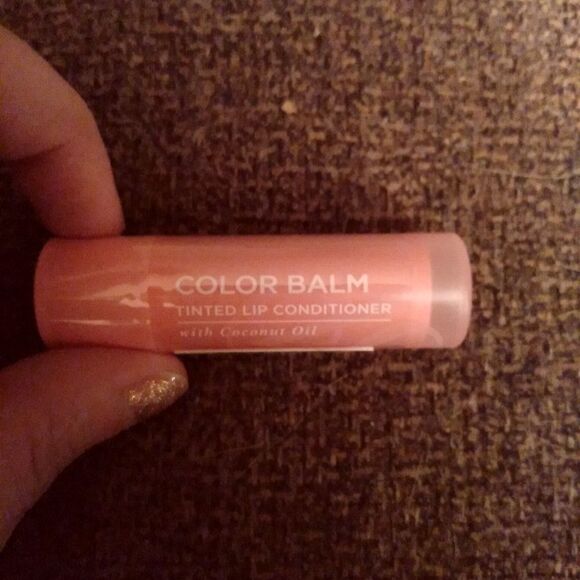 COLOR BALM
TINTED LIP CONDITIONER
with Coconut Oil